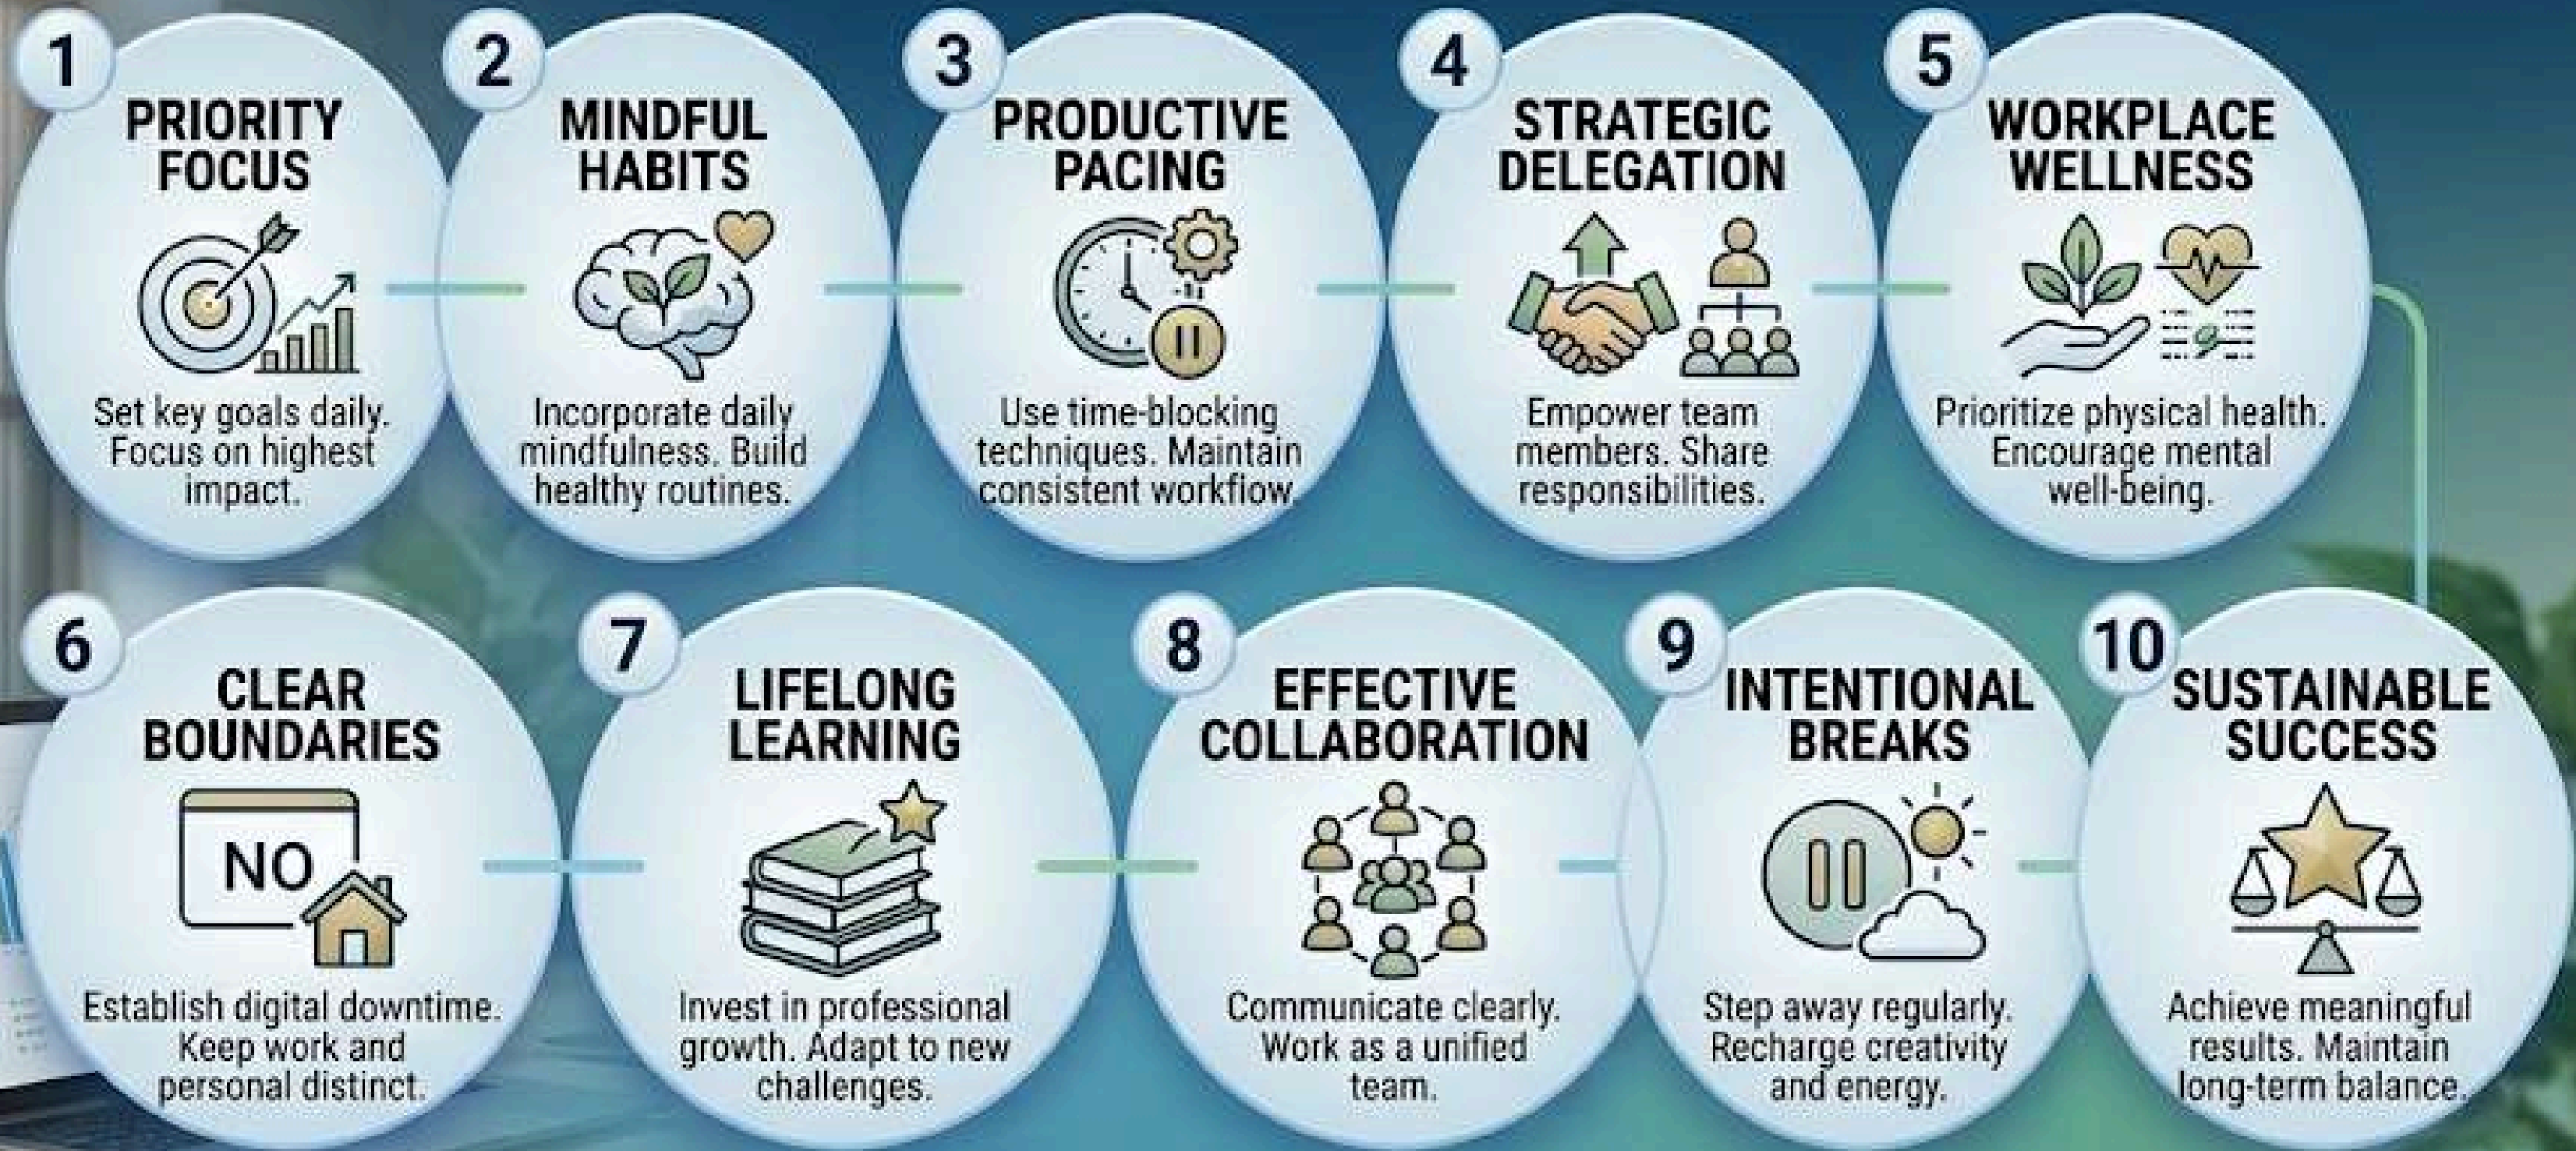 1
PRIORITY
FOCUS
Set key goals daily.
Focus on highest
impact.
2
MINDFUL
HABITS
Incorporate daily
mindfulness. Build
healthy routines.
3
PRODUCTIVE
PACING
Use time-blocking
techniques. Maintain
consistent workflow
4
STRATEGIC
DELEGATION
Empower team
members. Share
responsibilities.
5
WORKPLACE
WELLNESS
Prioritize physical health.
Encourage mental
well-being.
6
CLEAR
BOUNDARIES
NO
Establish digital downtime.
Keep work and
personal distinct.
7
LIFELONG
LEARNING
Invest in professional
growth. Adapt to new
challenges.
8
EFFECTIVE
COLLABORATION
Communicate clearly.
Work as a unified
team.
9
INTENTIONAL
BREAKS
Step away regularly.
Recharge creativity
and energy.
10
SUSTAINABLE
SUCCESS
Achieve meaningful
results. Maintain
long-term balance.